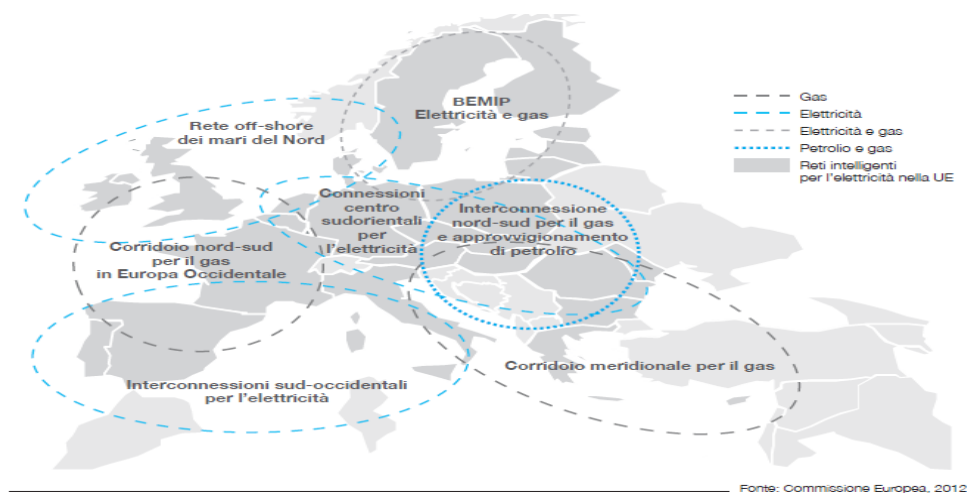 BEMIP
Elettricità e gas
Rete off-shore
dei mari del Nord
Connessioni
centro
sudorientali
per
l'elettricità
Interconnessione
nord-sud per il gas
e approvvigionamento
di petrolio
Corridoio nord-sud
per il gas
in Europa Occidentale
Corridoio meridionale per il gas
Interconnessioni sud-occidentali
per l'elettricità
Gas
Elettricità
Elettricità e gas
Petrolio e gas
Reti intelligenti
per l'elettricità nella UE
Fonte: Commissione Europea, 2012